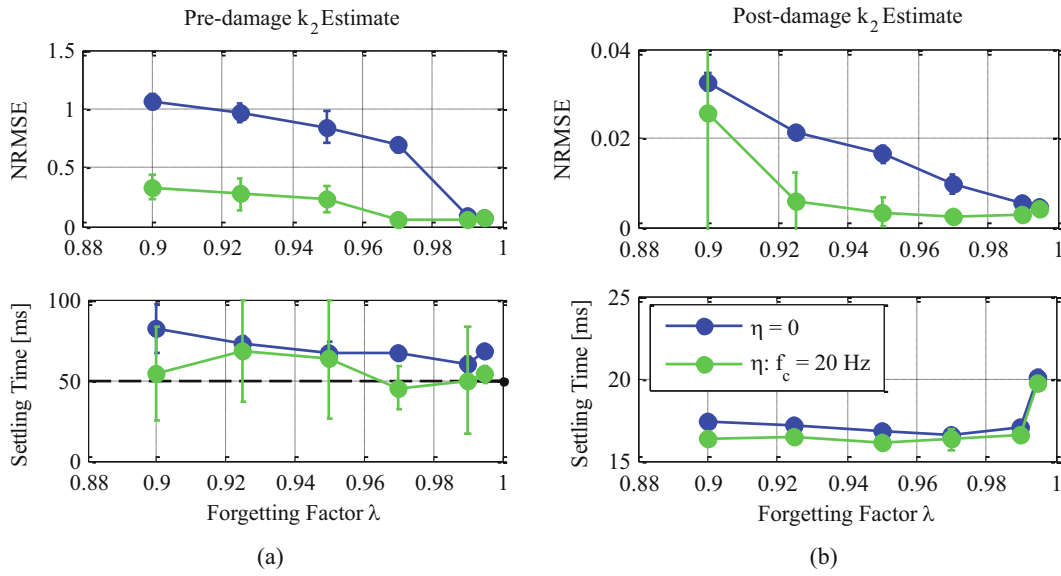 Pre-damage k2 Estimate
1.5
1
0.5
0
NRMSE
0.88 0.9 0.92 0.94 0.96 0.98 1
100
50
0
Settling Time [ms]
0.88 0.9 0.92 0.94 0.96 0.98 1
Forgetting Factor λ
(a)
Post-damage k2 Estimate
0.04
0.02
0
NRMSE
0.88 0.9 0.92 0.94 0.96 0.98 1
25
20
15
Settling Time [ms]
η = 0
η: fc = 20 Hz
0.88 0.9 0.92 0.94 0.96 0.98 1
Forgetting Factor λ
(b)